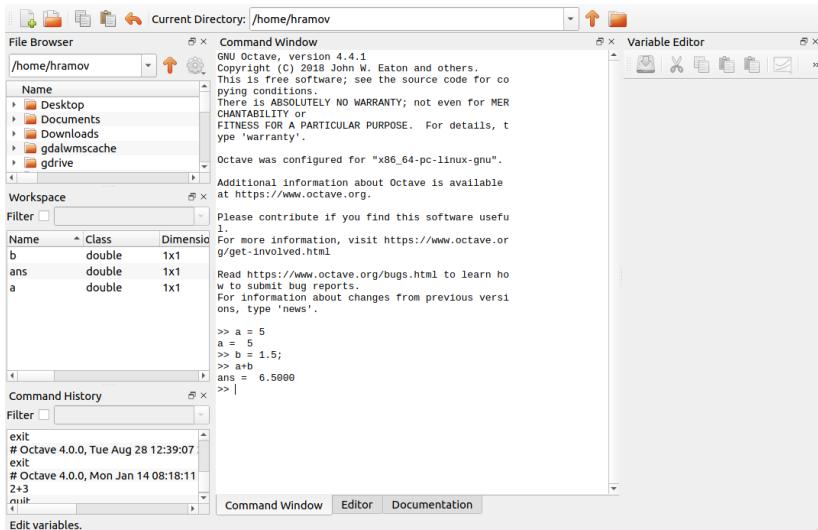 Current Directory: /home/hramov
File Browser
/home/hramov
Name
Desktop
Documents
Downloads
gdalwmscache
gdrive
Workspace
Filter
Name Class Dimensio
b double 1x1
ans double 1x1
a double 1x1
Command History
Filter
exit
# Octave 4.0.0, Tue Aug 28 12:39:07
exit
# Octave 4.0.0, Mon Jan 14 08:18:11
2+3
quit
Edit variables.
Command Window
GNU Octave, version 4.4.1
Copyright (C) 2018 John W. Eaton and others.
This is free software; see the source code for co
pying conditions.
There is ABSOLUTELY NO WARRANTY; not even for MER
CHANTABILITY or
FITNESS FOR A PARTICULAR PURPOSE.  For details, t
ype 'warranty'.
Octave was configured for "x86_64-pc-linux-gnu".
Additional information about Octave is available
at https://www.octave.org.
Please contribute if you find this software usefu
l.
For more information, visit https://www.octave.or
g/get-involved.html
Read https://www.octave.org/bugs.html to learn ho
w to submit bug reports.
For information about changes from previous versi
ons, type 'news'.
>> a = 5
a =  5
>> b = 1.5;
>> a+b
ans =  6.5000
>>
Command Window Editor Documentation
Variable Editor